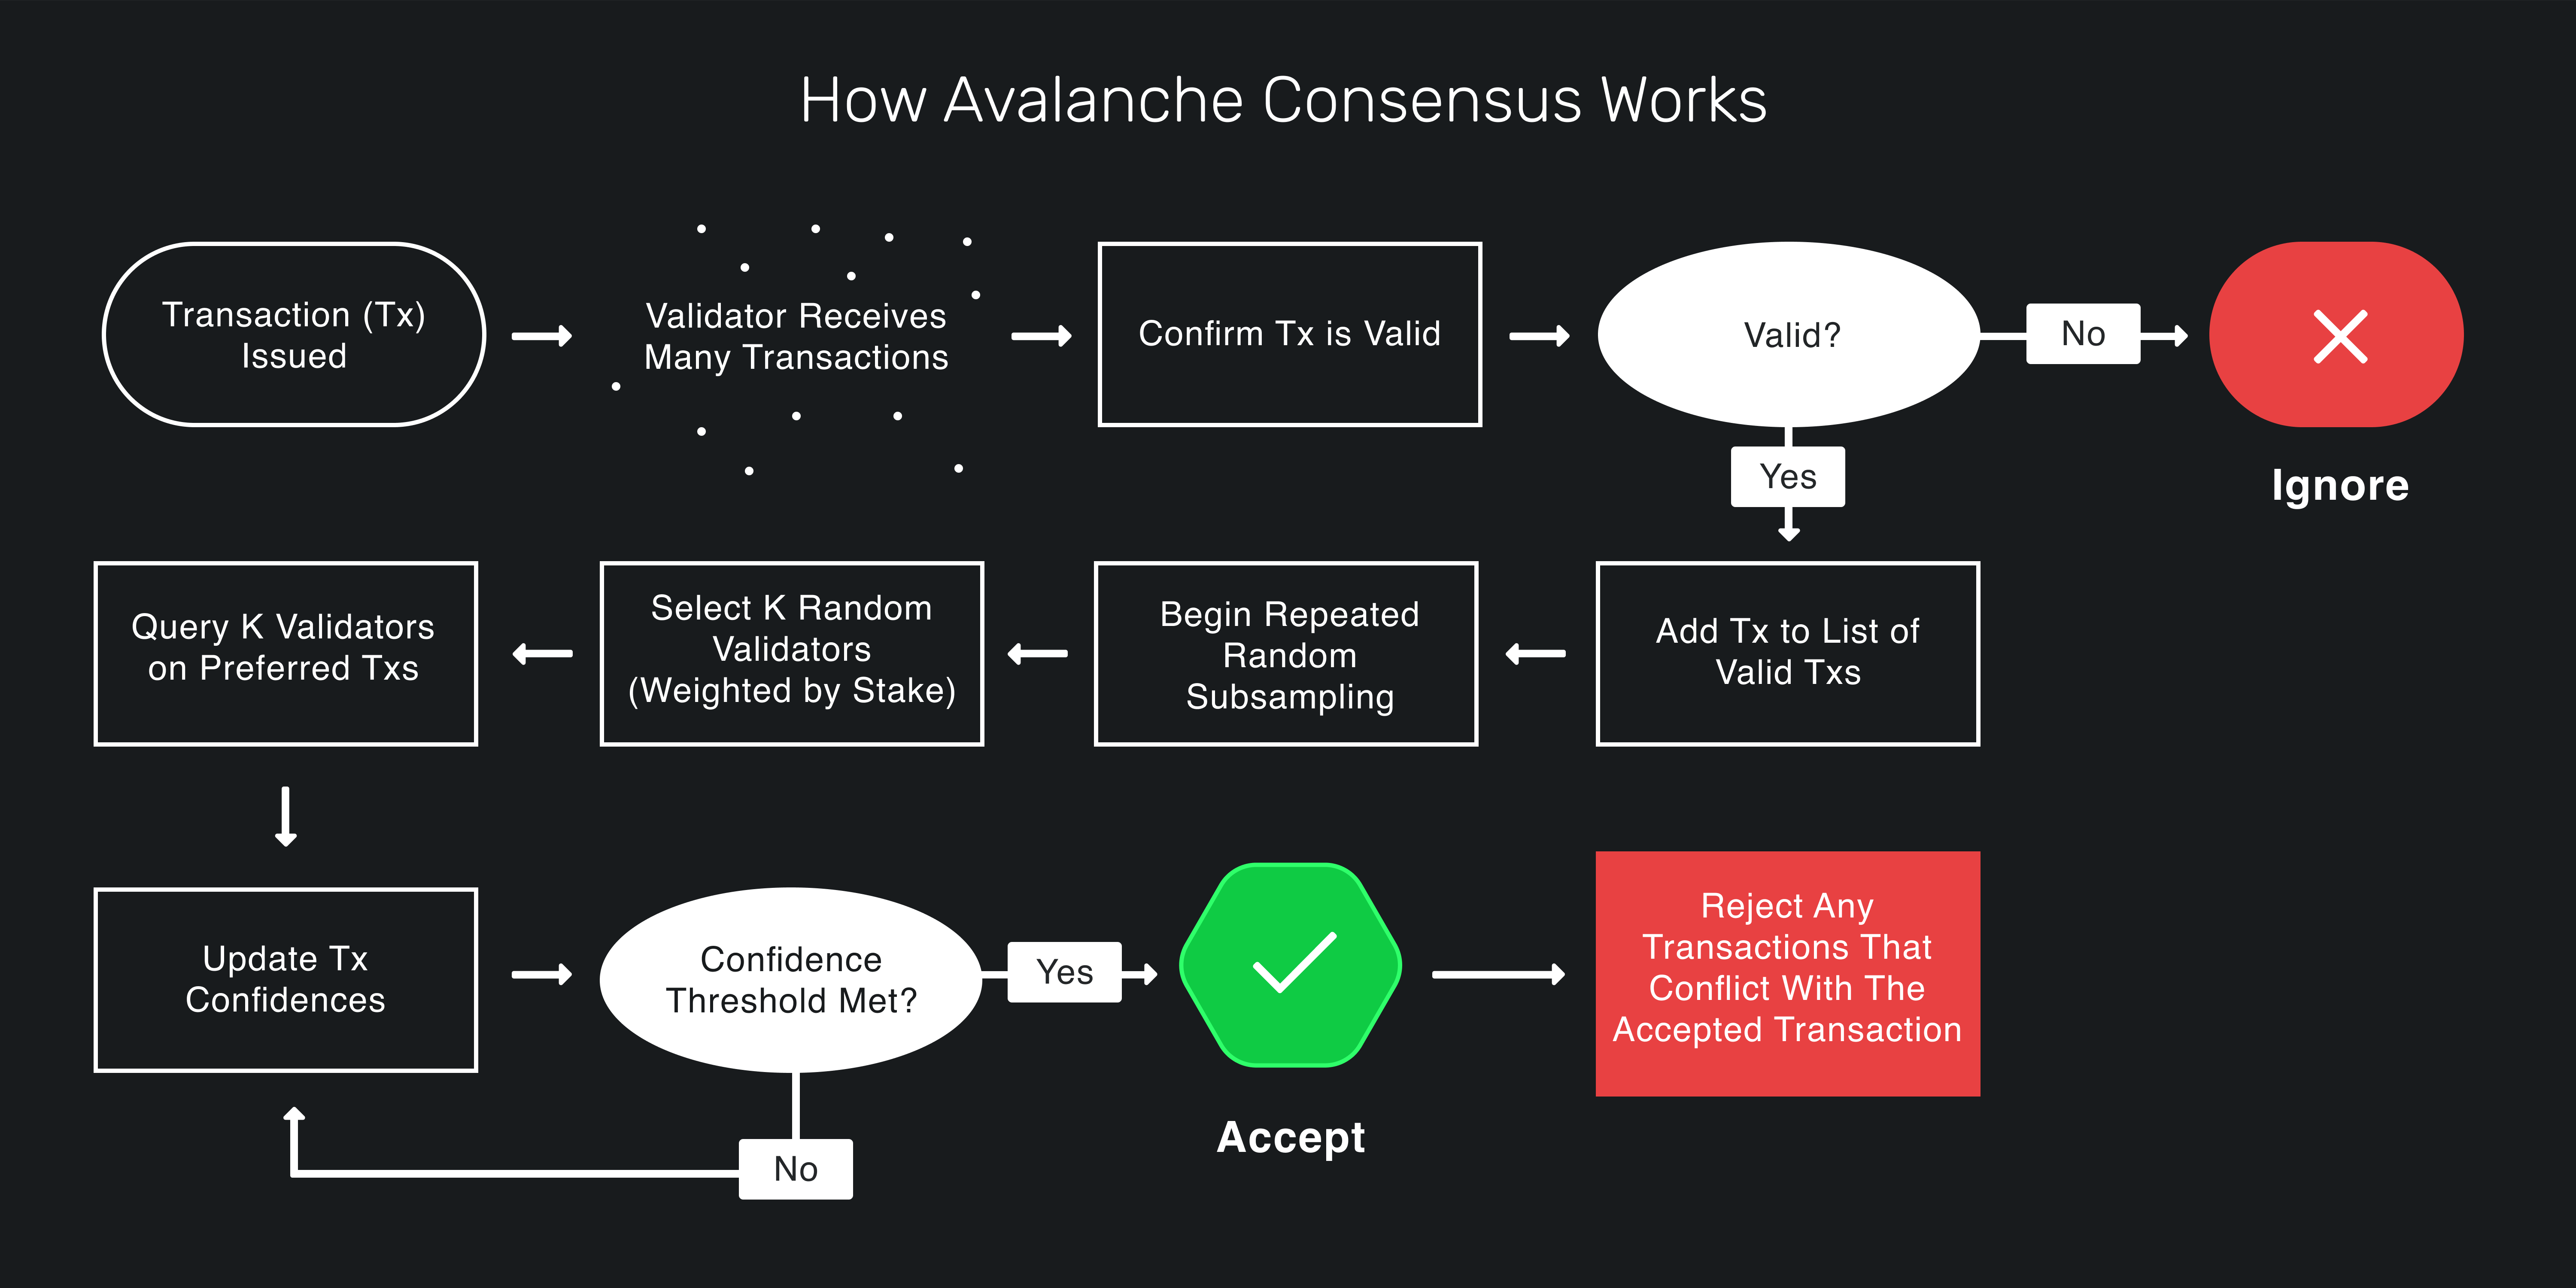 How Avalanche Consensus Works
Transaction (Tx)
Issued
Validator Receives
Many Transactions
Confirm Tx is Valid
Valid?
No
Ignore
Yes
Add Tx to List of
Valid Txs
Begin Repeated
Random
Subsampling
Select K Random
Validators
(Weighted by Stake)
Query K Validators
on Preferred Txs
Update Tx
Confidences
Confidence
Threshold Met?
Yes
No
Accept
Reject Any
Transactions That
Conflict With The
Accepted Transaction